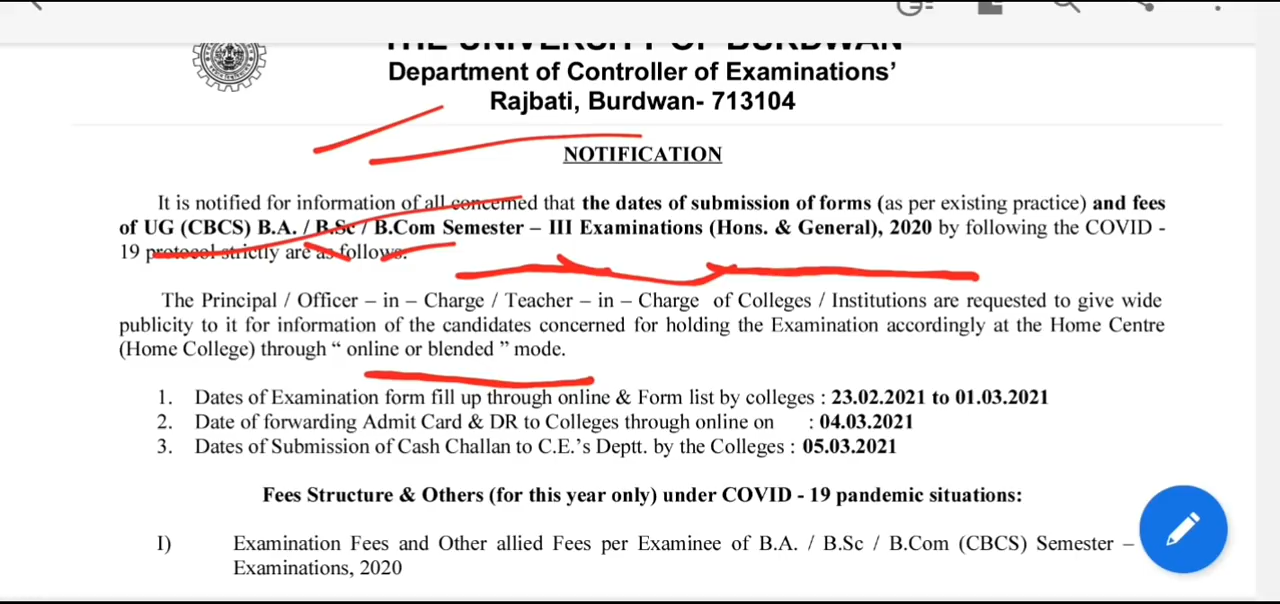 THE UNIVERSITY OF BURDWAN
Department of Controller of Examinations’
Rajbati, Burdwan- 713104
NOTIFICATION
It is notified for information of all concerned that the dates of submission of forms (as per existing practice) and fees
of UG (CBCS) B.A. / B.Sc / B.Com Semester – III Examinations (Hons. & General), 2020 by following the COVID -
19 protocol strictly are as follows:
The Principal / Officer – in – Charge / Teacher – in – Charge of Colleges / Institutions are requested to give wide
publicity to it for information of the candidates concerned for holding the Examination accordingly at the Home Centre
(Home College) through “ online or blended ” mode.
1. Dates of Examination form fill up through online & Form list by colleges : 23.02.2021 to 01.03.2021
2. Date of forwarding Admit Card & DR to Colleges through online on : 04.03.2021
3. Dates of Submission of Cash Challan to C.E.’s Deptt. by the Colleges : 05.03.2021
Fees Structure & Others (for this year only) under COVID - 19 pandemic situations:
I) Examination Fees and Other allied Fees per Examinee of B.A. / B.Sc / B.Com (CBCS) Semester –
Examinations, 2020